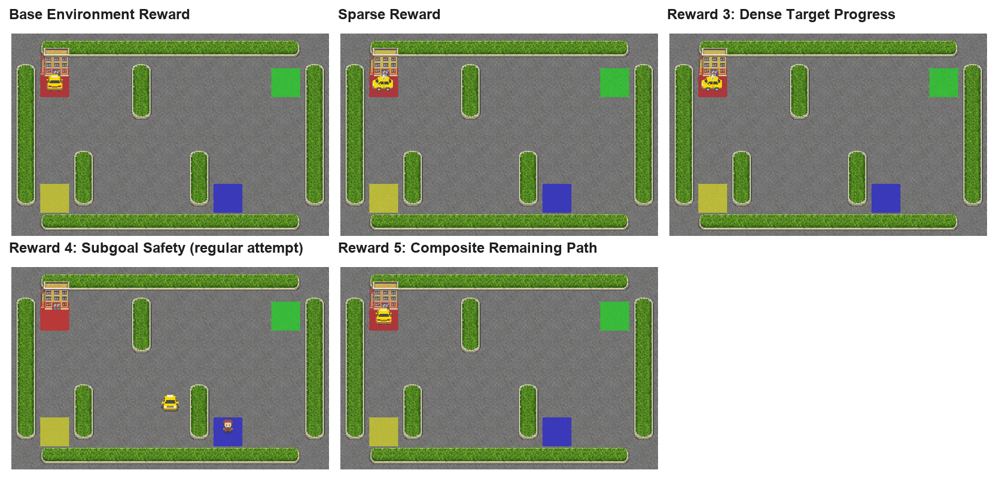 Base Environment Reward
Sparse Reward
Reward 3: Dense Target Progress
Reward 4: Subgoal Safety (regular attempt)
Reward 5: Composite Remaining Path